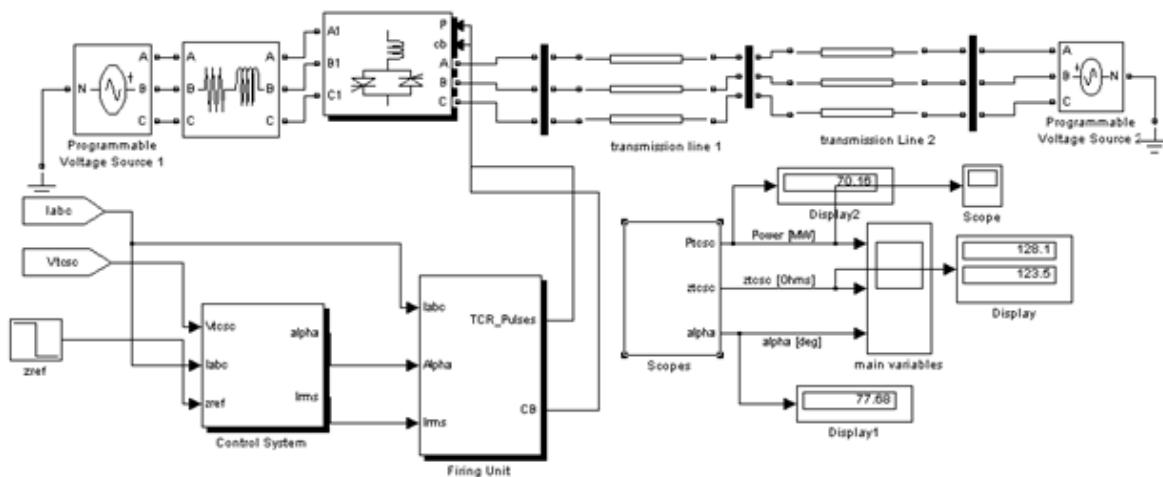 N
A
B
C
Programmable
Voltage Source 1
A
B
C
A
B
C
A1
B1
C1
P
cb
A
B
C
transmission line 1
transmission Line 2
A
B
C
N
Programmable
Voltage Source 2
Iabc
Vtcsc
zref
Vtcsc
Iabc
zref
alpha
Irms
Control System
Iabc
Alpha
Irms
TCR_Pulses
CB
Firing Unit
Ptcsc
ztcsc
alpha
Scopes
Power [MW]
ztcsc [Ohms]
alpha [deg]
70.16
Display2
Scope
main variables
128.1
123.5
Display
77.68
Display1